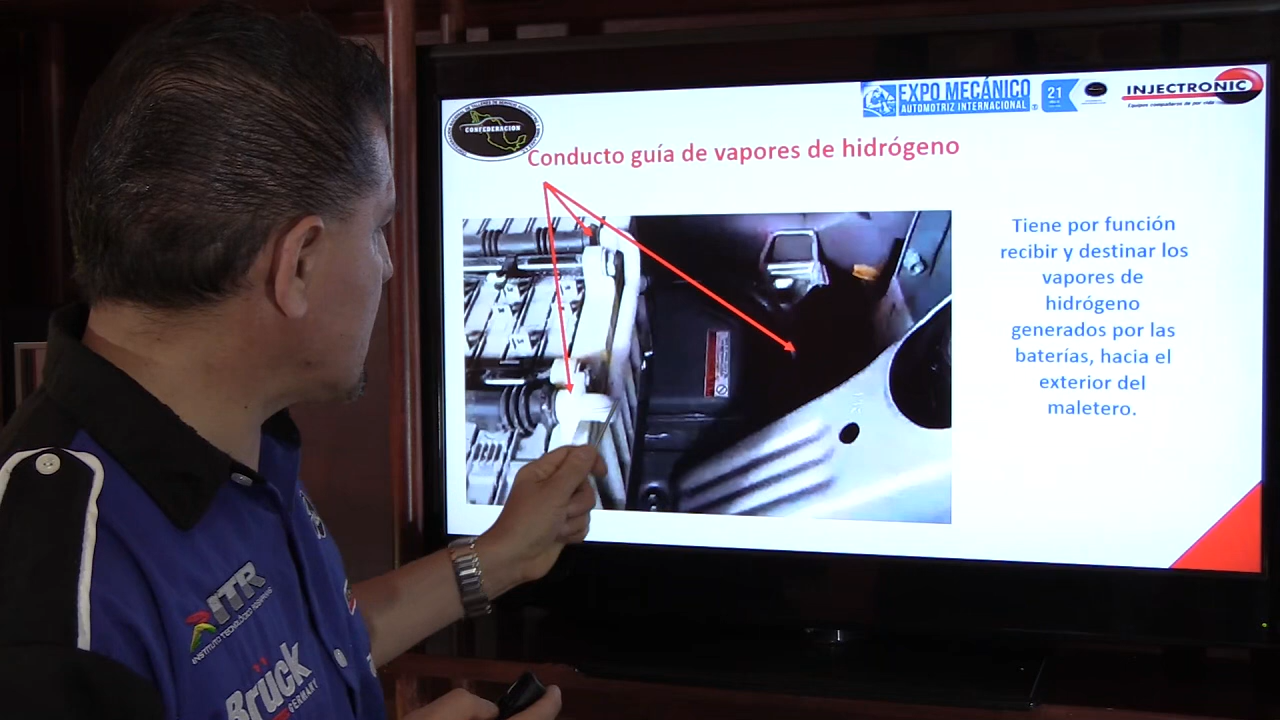 EXPO MECÁNICO
AUTOMOTRIZ INTERNACIONAL
21
INJECTRONIC
CONFEDERACION
Conducto guía de vapores de hidrógeno
Tiene por función
recibir y destinar los
vapores de
hidrógeno
generados por las
baterías, hacia el
exterior del
maletero.
ITR
Brück
GERMANY